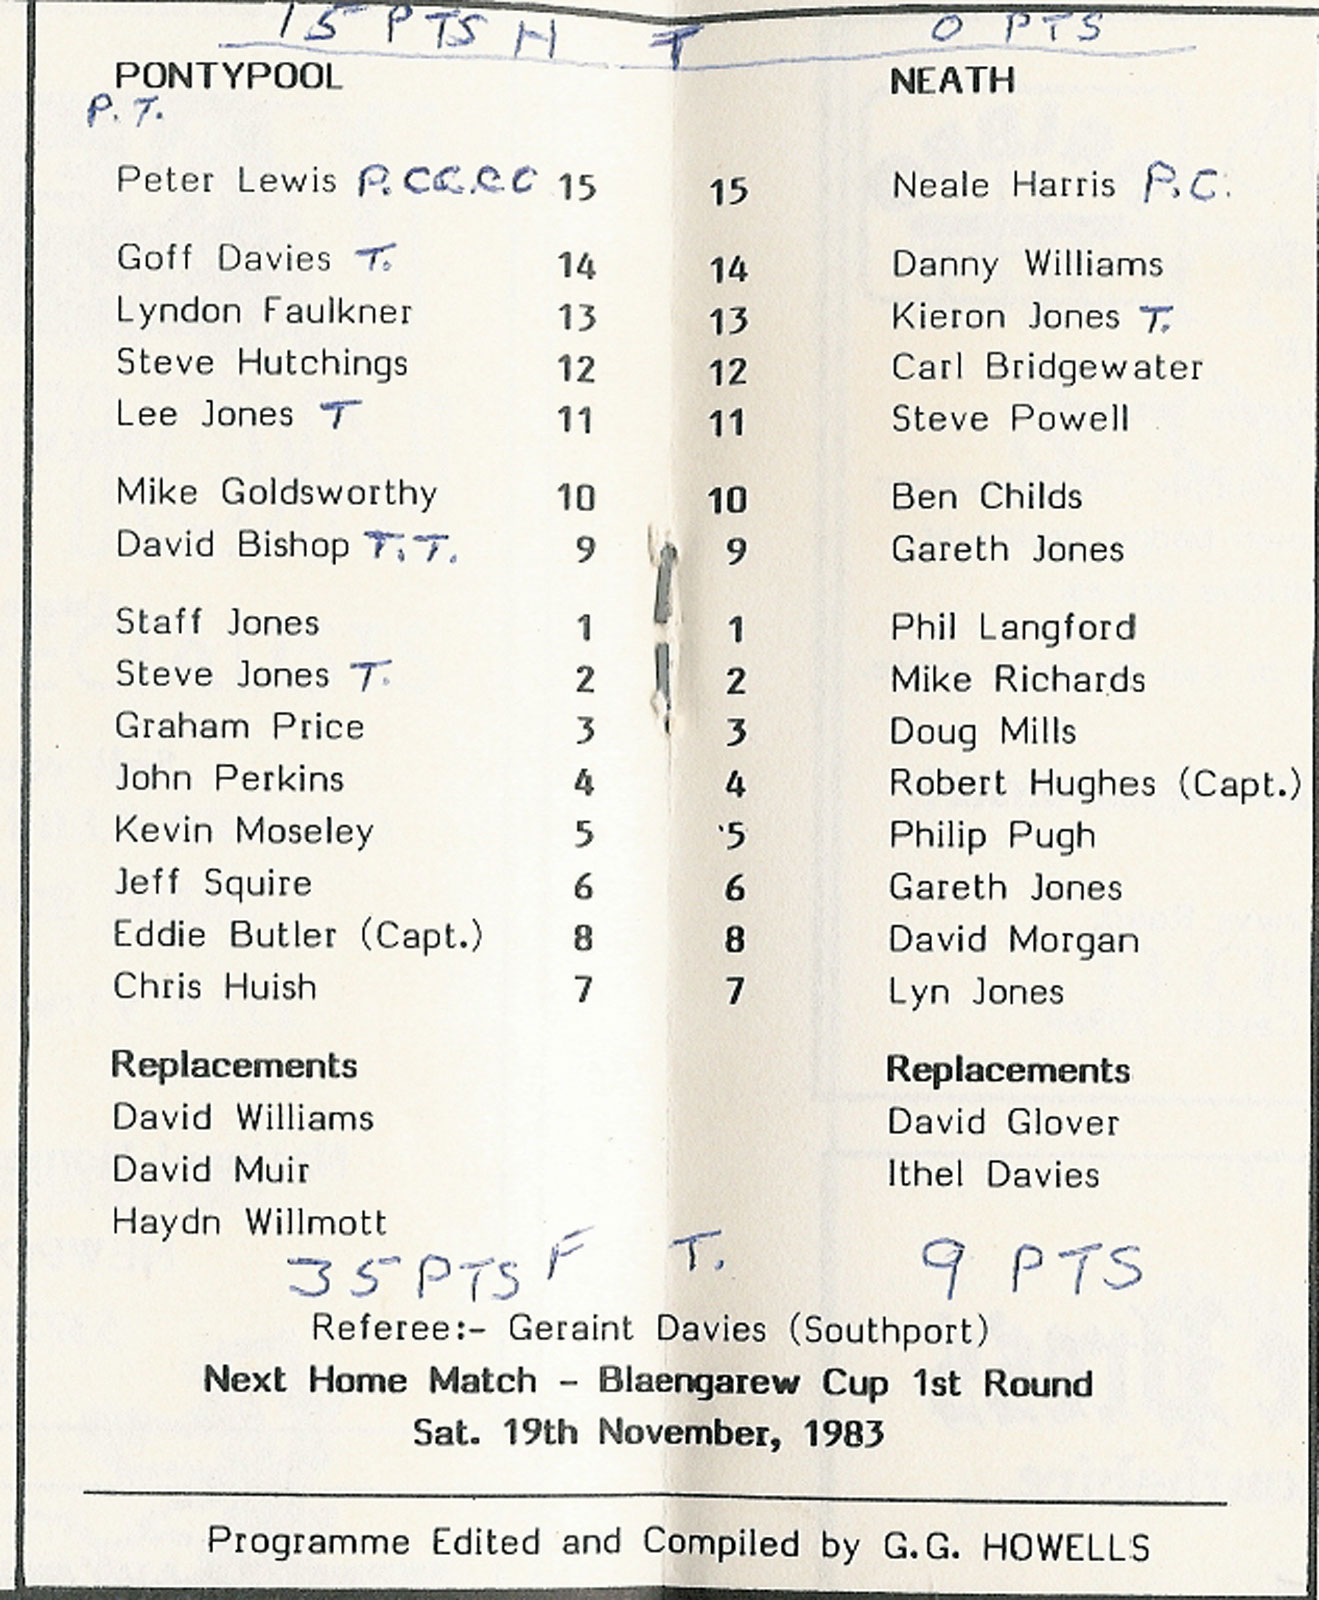 15 PTS H T 0 PTS
PONTYPOOL NEATH
P.T.
Peter Lewis P.CC.CC 15 15 Neale Harris P.C.
Goff Davies T. 14 14 Danny Williams
Lyndon Faulkner 13 13 Kieron Jones T.
Steve Hutchings 12 12 Carl Bridgewater
Lee Jones T 11 11 Steve Powell
Mike Goldsworthy 10 10 Ben Childs
David Bishop T.T. 9 9 Gareth Jones
Staff Jones 1 1 Phil Langford
Steve Jones T. 2 2 Mike Richards
Graham Price 3 3 Doug Mills
John Perkins 4 4 Robert Hughes (Capt.)
Kevin Moseley 5 5 Philip Pugh
Jeff Squire 6 6 Gareth Jones
Eddie Butler (Capt.) 8 8 David Morgan
Chris Huish 7 7 Lyn Jones
Replacements Replacements
David Williams David Glover
David Muir Ithel Davies
Haydn Willmott
35 PTS F T. 9 PTS
Referee:- Geraint Davies (Southport)
Next Home Match - Blaengarew Cup 1st Round
Sat. 19th November, 1983
Programme Edited and Compiled by G.G. HOWELLS